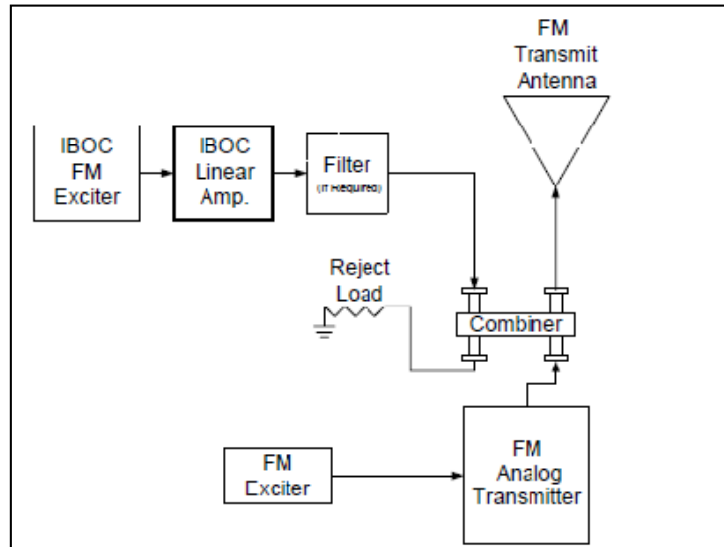 FM
Transmit
Antenna
IBOC
FM
Exciter
IBOC
Linear
Amp.
Filter
(If Required)
Reject
Load
Combiner
FM
Exciter
FM
Analog
Transmitter